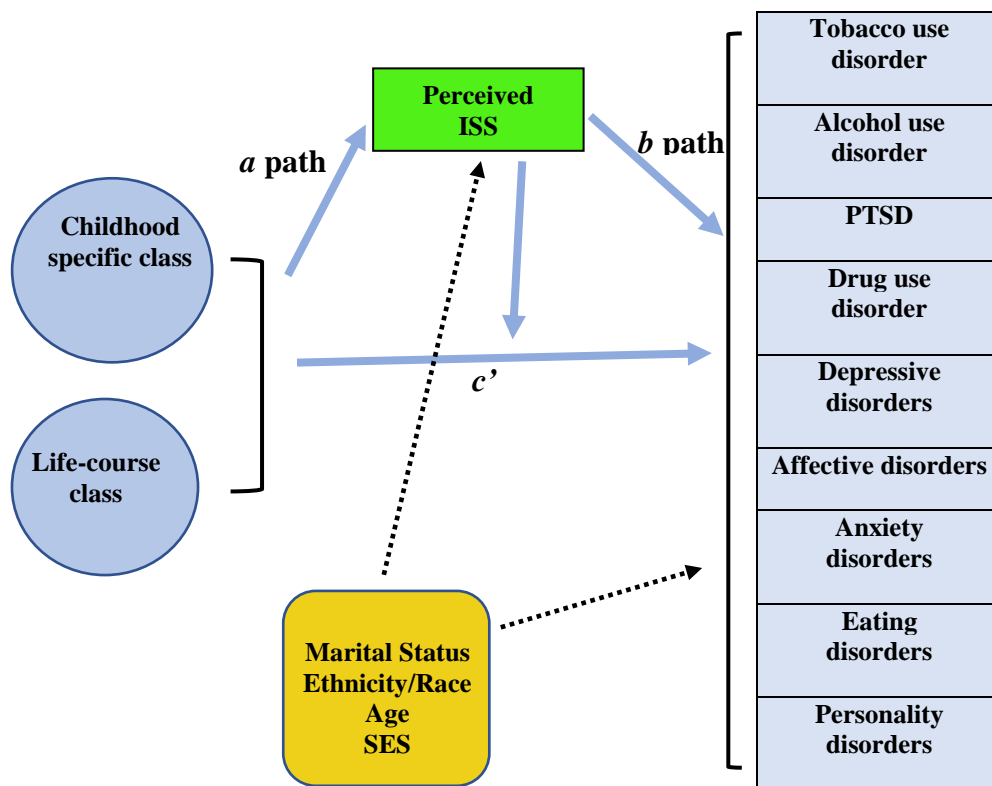 Perceived
ISS
a path
b path
Childhood
specific class
Life-course
class
c’
Marital Status
Ethnicity/Race
Age
SES
Tobacco use
disorder
Alcohol use
disorder
PTSD
Drug use
disorder
Depressive
disorders
Affective disorders
Anxiety
disorders
Eating
disorders
Personality
disorders